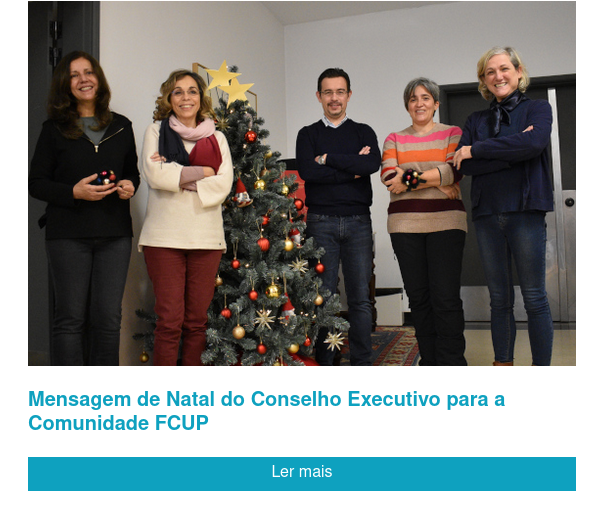 Mensagem de Natal do Conselho Executivo para a
Comunidade FCUP
Ler mais